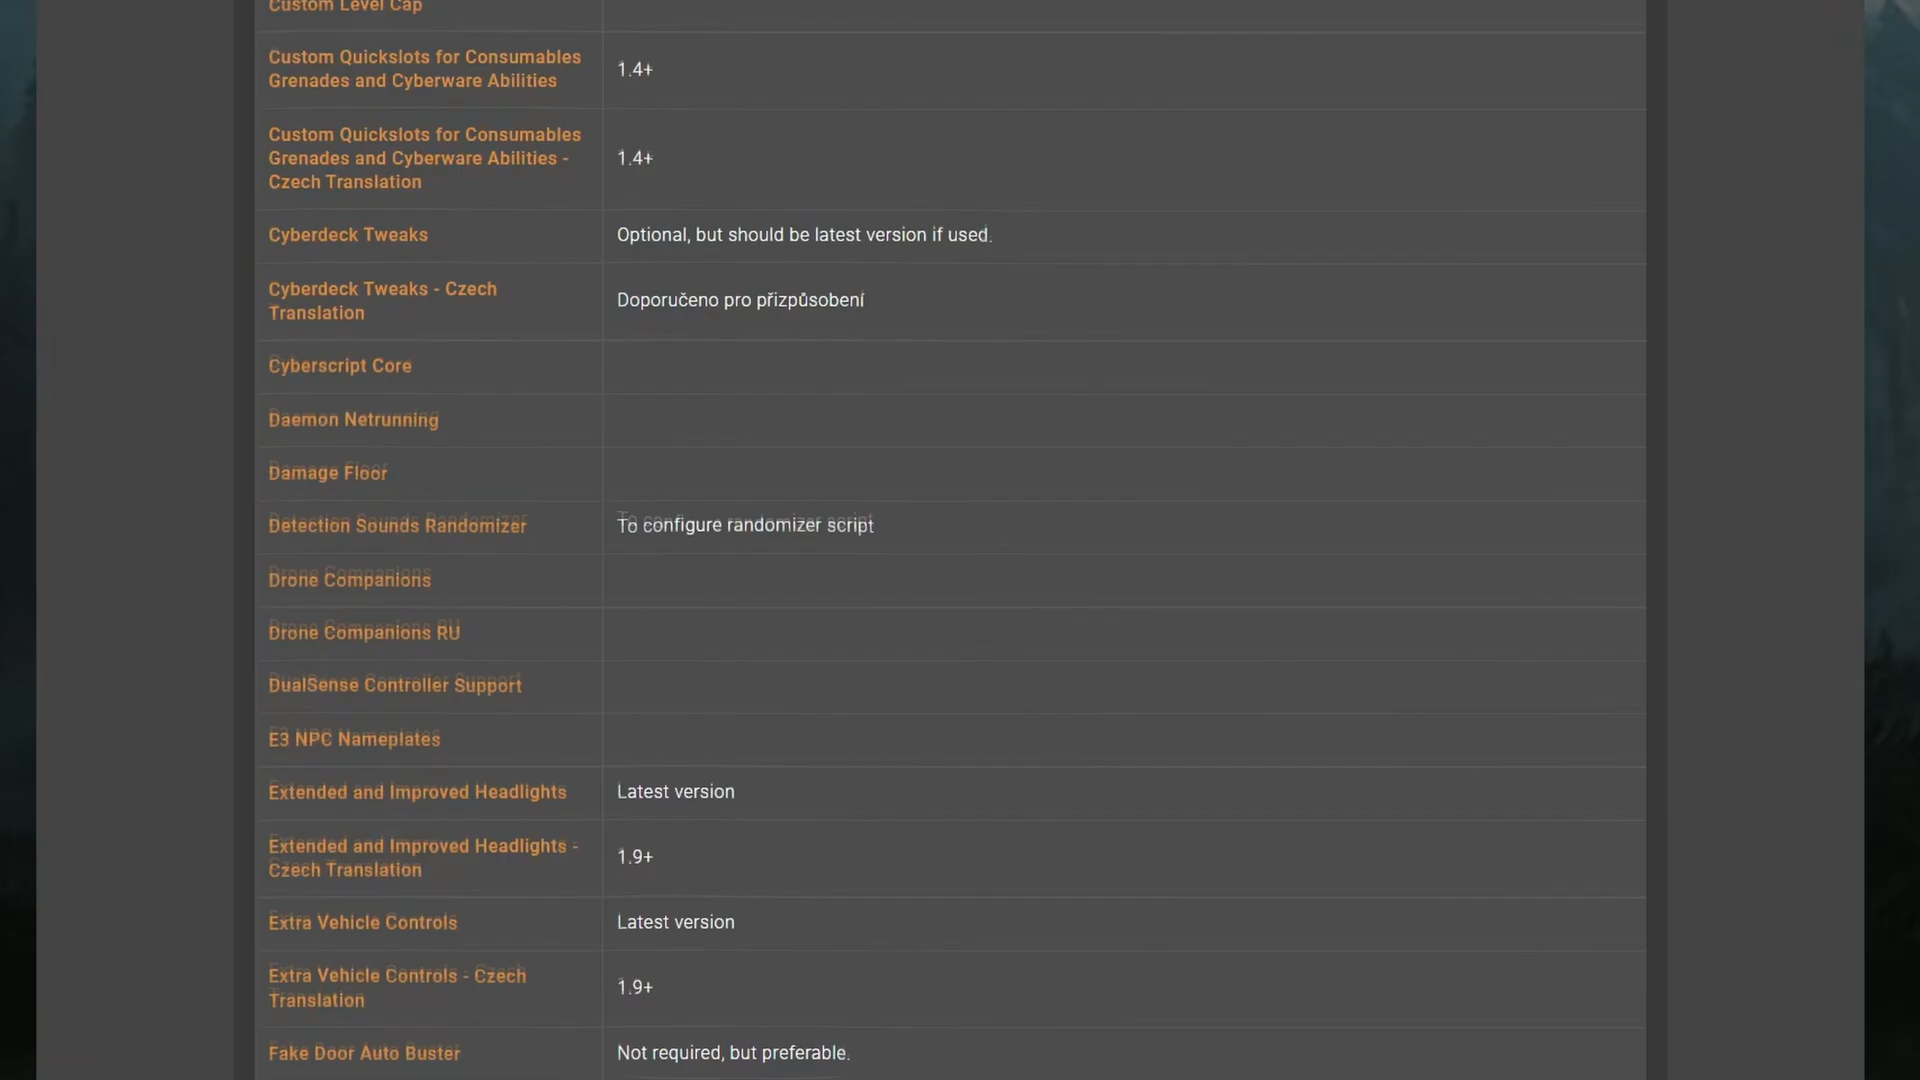 Custom Level Cap
Custom Quickslots for Consumables
Grenades and Cyberware Abilities
1.4+
Custom Quickslots for Consumables
Grenades and Cyberware Abilities -
Czech Translation
1.4+
Cyberdeck Tweaks
Optional, but should be latest version if used.
Cyberdeck Tweaks - Czech
Translation
Doporučeno pro přizpůsobení
Cyberscript Core
Daemon Netrunning
Damage Floor
Detection Sounds Randomizer
To configure randomizer script
Drone Companions
Drone Companions RU
DualSense Controller Support
E3 NPC Nameplates
Extended and Improved Headlights
Latest version
Extended and Improved Headlights -
Czech Translation
1.9+
Extra Vehicle Controls
Latest version
Extra Vehicle Controls - Czech
Translation
1.9+
Fake Door Auto Buster
Not required, but preferable.